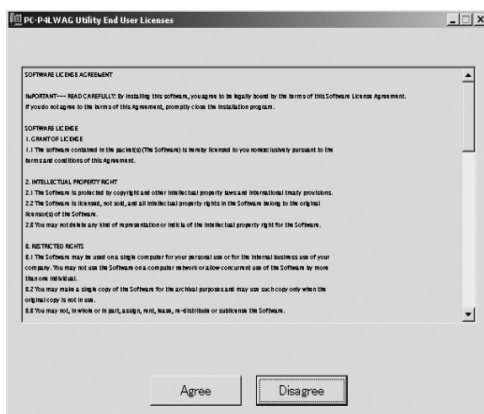 PC-P4LWAG Utility End User Licenses
SOFTWARE LICENSE AGREEMENT
IMPORTANT--- READ CAREFULLY: By installing this software, you agree to be legally bound by the terms of this Software License Agreement.
If you do not agree to the terms of this Agreement, promptly close the installation program.
SOFTWARE LICENSE
1. GRANT OF LICENSE
1.1 The software contained in the packet(s) (The Software) is hereby licensed to you nonexclusively pursuant to the
terms and conditions of this Agreement.
2. INTELLECTUAL PROPERTY RIGHT
2.1 The Software is protected by copyright and other intellectual property laws and international treaty provisions.
2.2 The Software is licensed, not sold, and all intellectual property rights in the Software belong to the original
licensor(s) of the Software.
2.3 You may not delete any kind of representation or indicia of the intellectual property right for the Software.
3. RESTRICTED RIGHTS
3.1 The Software may be used on a single computer for your personal use or for the internal business use of your
company. You may not use the Software on a computer network or allow concurrent use of the Software by more
than one individual.
3.2 You may make a single copy of the Software for the archival purposes and may use such copy only when the
original copy is not in use.
3.3 You may not, in whole or in part, assign, rent, lease, re-distribute or sublicense the Software.
Agree
Disagree